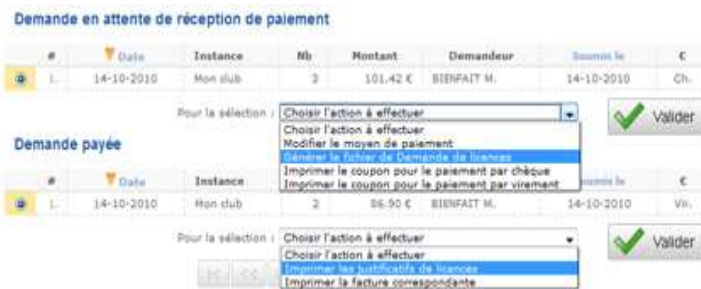 Demande en attente de réception de paiement
# Date Instance Nb Montant Demandeur Soumis le €
1. 14-10-2010 Mon club 3 101.42 € BIENFAIT M. 14-10-2010 Ch.
Pour la sélection : Choisir l'action à effectuer Valider
Choisir l'action à effectuer
Modifier le moyen de paiement
Générer le fichier de Demande de licences
Imprimer le coupon pour le paiement par chèque
Imprimer le coupon pour le paiement par virement
Demande payée
# Date Instance Soumis le €
1. 14-10-2010 Mon club 2 86.90 € BIENFAIT M. 14-10-2010 Vir.
Pour la sélection : Choisir l'action à effectuer Valider
Choisir l'action à effectuer
Imprimer les justificatifs de licences
Imprimer la facture correspondante